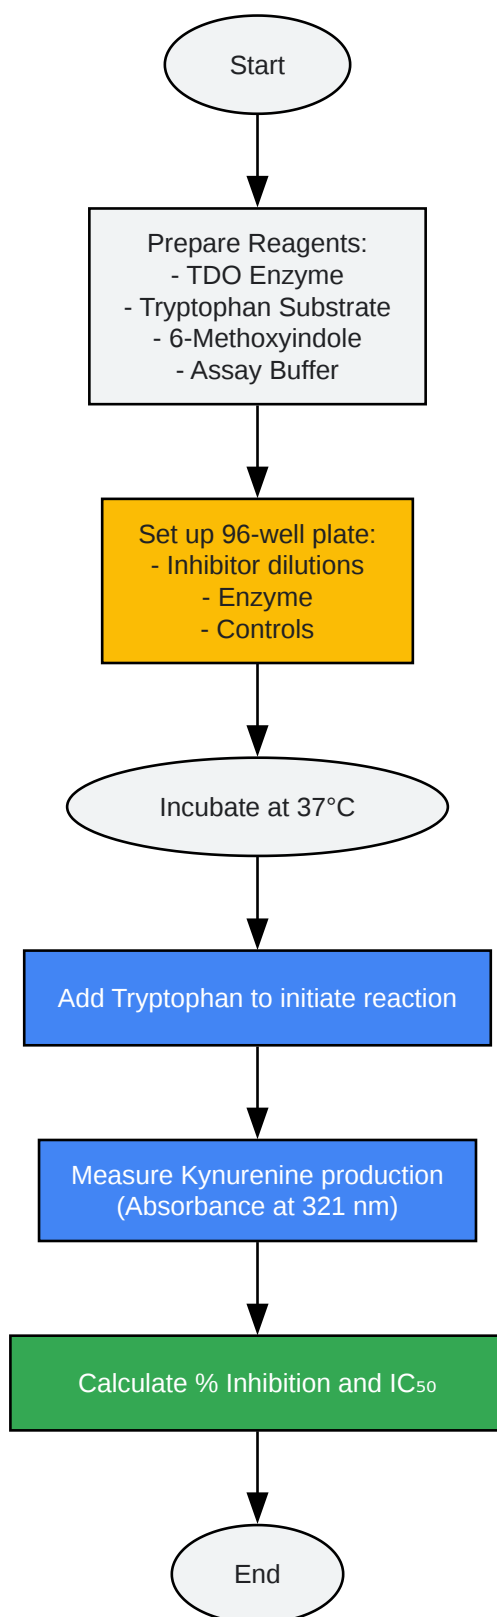 Start
Prepare Reagents:
- TDO Enzyme
- Tryptophan Substrate
- 6-Methoxyindole
- Assay Buffer
Set up 96-well plate:
- Inhibitor dilutions
- Enzyme
- Controls
Incubate at 37°C
Add Tryptophan to initiate reaction
Measure Kynurenine production
(Absorbance at 321 nm)
Calculate % Inhibition and IC₅₀
End